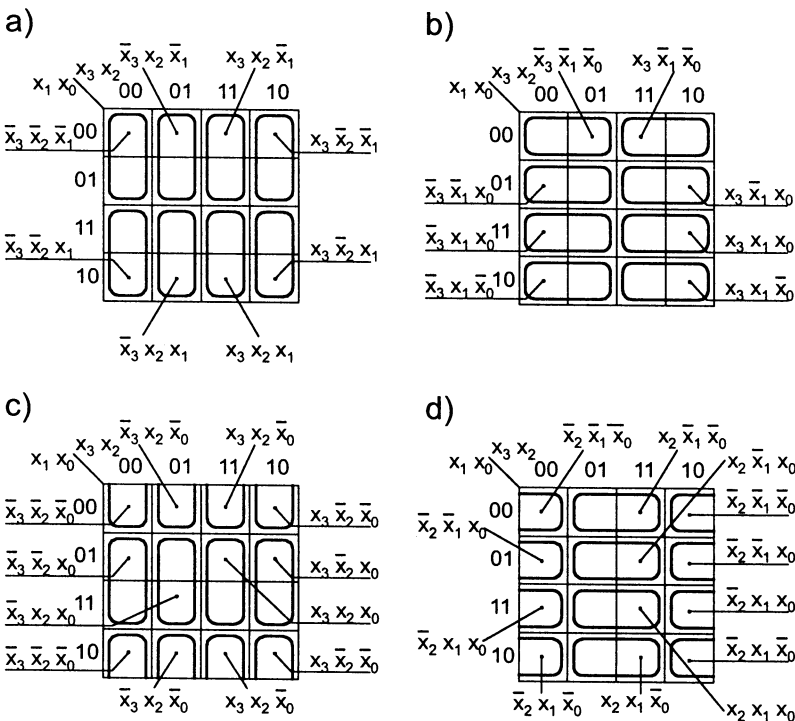 a)
x̄₃ x₂ x̄₁ x₃ x₂ x̄₁
x₃ x₂
x₁ x₀ 00 01 11 10
x̄₃ x̄₂ x̄₁ 00 x₃ x̄₂ x̄₁
01
11
x̄₃ x̄₂ x₁ x₃ x̄₂ x₁
10
x̄₃ x₂ x₁ x₃ x₂ x₁
b)
x̄₃ x̄₁ x̄₀ x₃ x̄₁ x̄₀
x₃ x₂
x₁ x₀ 00 01 11 10
00
x̄₃ x̄₁ x₀ 01 x₃ x̄₁ x₀
x̄₃ x₁ x₀ 11 x₃ x₁ x₀
x̄₃ x₁ x̄₀ 10 x₃ x₁ x̄₀
c)
x̄₃ x₂ x̄₀ x₃ x₂ x̄₀
x₃ x₂
x₁ x₀ 00 01 11 10
x̄₃ x̄₂ x̄₀ 00 x₃ x̄₂ x̄₀
x̄₃ x̄₂ x₀ 01 x₃ x̄₂ x₀
x̄₃ x₂ x₀ 11 x₃ x₂ x₀
x̄₃ x̄₂ x̄₀ 10 x₃ x̄₂ x̄₀
x̄₃ x₂ x̄₀ x₃ x₂ x̄₀
d)
x̄₂ x̄₁ x̄₀ x₂ x̄₁ x̄₀
x₃ x₂ x₂ x̄₁ x₀
x₁ x₀ 00 01 11 10
00 x̄₂ x̄₁ x̄₀
x̄₂ x̄₁ x₀
01 x̄₂ x̄₁ x₀
11 x̄₂ x₁ x₀
x̄₂ x₁ x₀
10 x̄₂ x₁ x̄₀
x̄₂ x₁ x̄₀ x₂ x₁ x̄₀
x₂ x₁ x₀